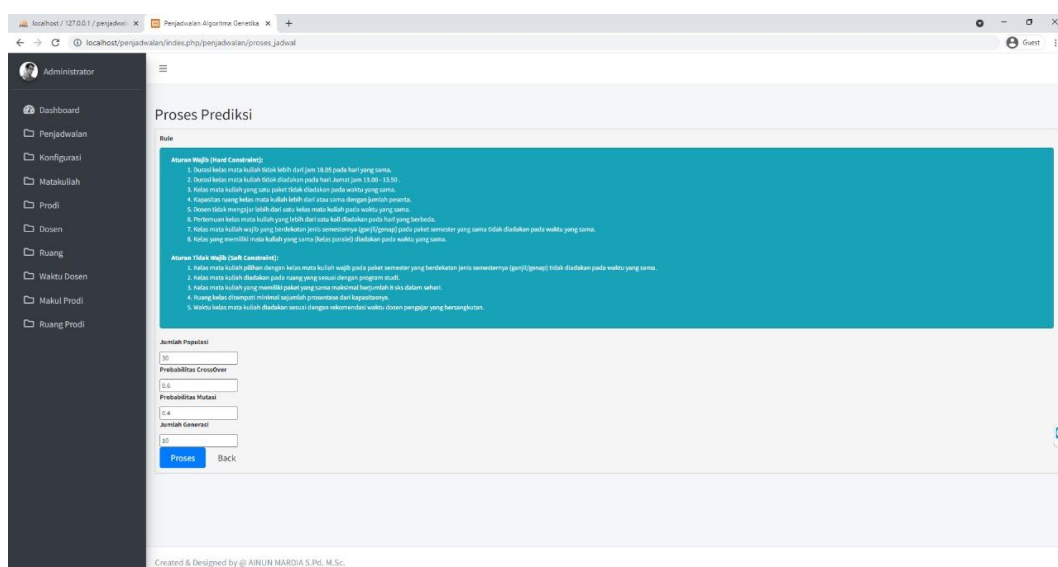 localhost / 127.0.0.1 / penjadwal
Penjadwalan Algoritma Genetika
localhost/penjadwalan/index.php/penjadwalan/proses_jadwal
Guest
Administrator
Dashboard
Penjadwalan
Konfigurasi
Matakuliah
Prodi
Dosen
Ruang
Waktu Dosen
Makul Prodi
Ruang Prodi
Proses Prediksi
Rule
Aturan Wajib (Hard Constraint):
1. Durasi kelas mata kuliah tidak lebih dari jam 18.05 pada hari yang sama.
2. Durasi kelas mata kuliah tidak diadakan pada hari Jumat jam 13.00 - 13.50 .
3. Kelas mata kuliah yang satu paket tidak diadakan pada waktu yang sama.
4. Kapasitas ruang kelas mata kuliah lebih dari atau sama dengan jumlah peserta.
5. Dosen tidak mengajar lebih dari satu kelas mata kuliah pada waktu yang sama.
6. Pertemuan kelas mata kuliah yang lebih dari satu kali diadakan pada hari yang berbeda.
7. Kelas mata kuliah wajib yang berdekatan jenis semesternya (ganjil/genap) pada paket semester yang sama tidak diadakan pada waktu yang sama.
8. Kelas yang memiliki mata kuliah yang sama (kelas paralel) diadakan pada waktu yang sama.
Aturan Tidak Wajib (Soft Constraint):
1. Kelas mata kuliah pilihan dengan kelas mata kuliah wajib pada paket semester yang berdekatan jenis semesternya (ganjil/genap) tidak diadakan pada waktu yang sama.
2. Kelas mata kuliah diadakan pada ruang yang sesuai dengan program studi.
3. Kelas mata kuliah yang memiliki paket yang sama maksimal berjumlah 8 sks dalam sehari.
4. Ruang kelas ditempati minimal sejumlah prosentase dari kapasitasnya.
5. Waktu kelas mata kuliah diadakan sesuai dengan rekomendasi waktu dosen pengajar yang bersangkutan.
Jumlah Populasi
30
Probabilitas CrossOver
0.6
Probabilitas Mutasi
0.4
Jumlah Generasi
10
Proses Back
Created & Designed by @ AINUN MARDIA S.Pd. M.Sc.